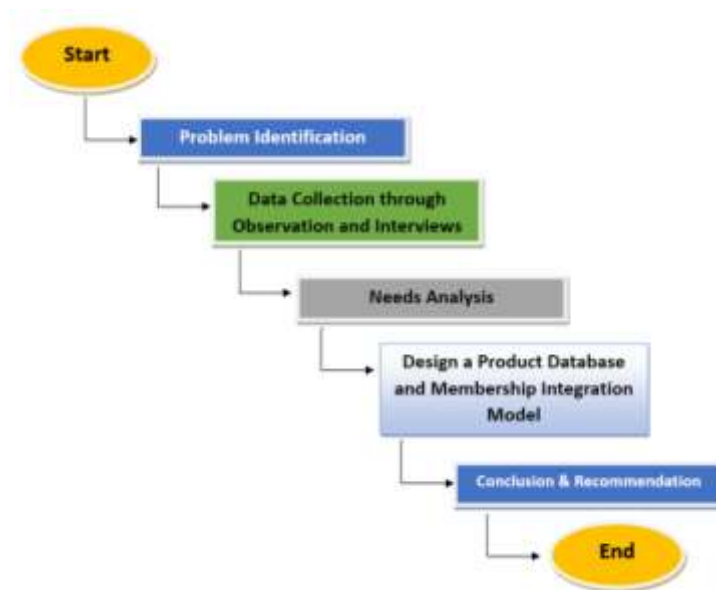 Start
Problem Identification
Data Collection through
Observation and Interviews
Needs Analysis
Design a Product Database
and Membership Integration
Model
Conclusion & Recommendation
End